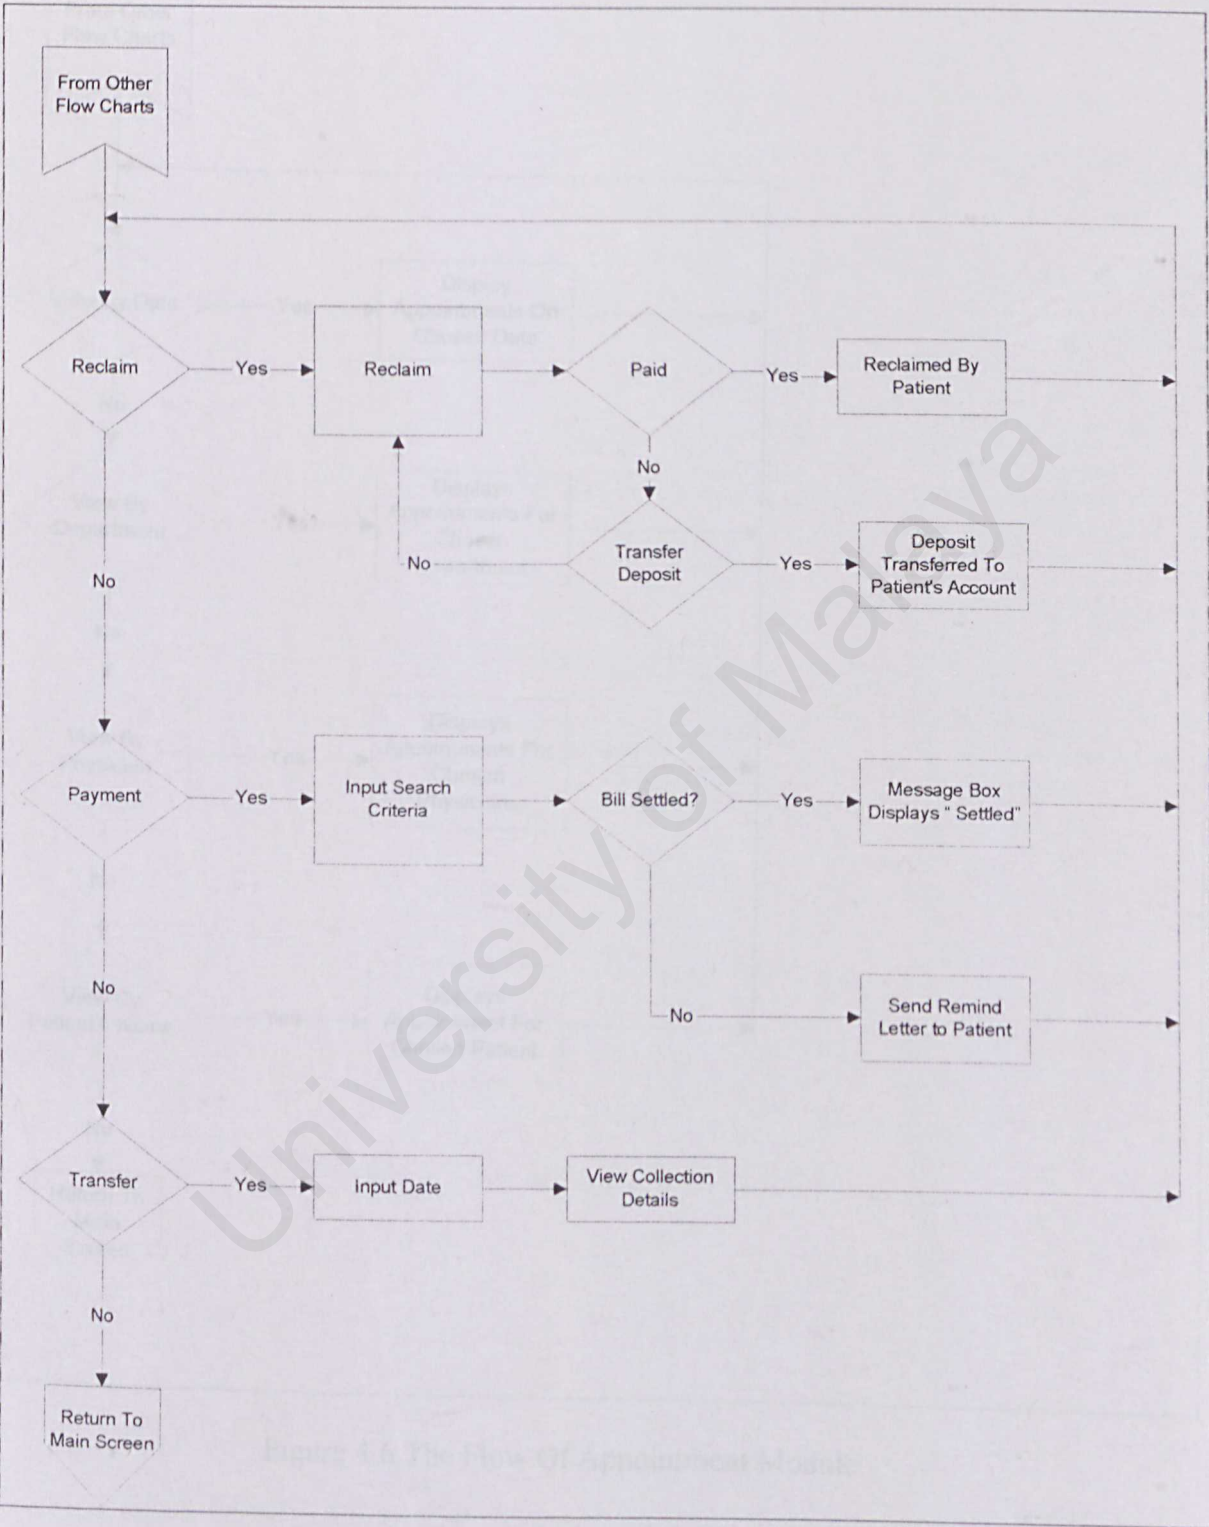 From Other
Flow Charts
Reclaim
Yes
Reclaim
Paid
Yes
Reclaimed By
Patient
No
Transfer
Deposit
No
Yes
Deposit
Transferred To
Patient's Account
No
Payment
Yes
Input Search
Criteria
Bill Settled?
Yes
Message Box
Displays " Settled"
No
No
Send Remind
Letter to Patient
Transfer
Yes
Input Date
View Collection
Details
No
Return To
Main Screen
University of Malaya
Figure 4.6 The Flow Of Appointment Module